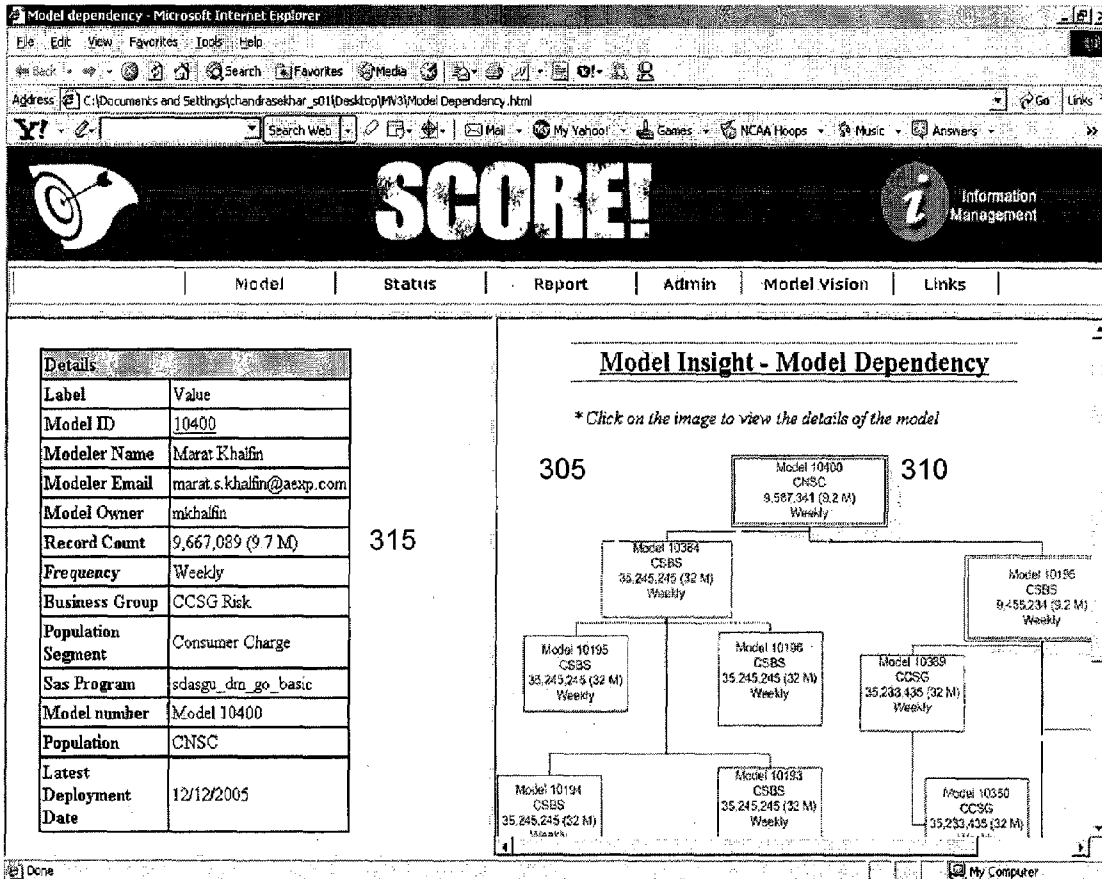 Model dependency - Microsoft Internet Explorer
File Edit View Favorites Tools Help
Back Search Favorites Media
Address C:\Documents and Settings\chandrasekhar_s01\Desktop\MV3\Model Dependency.html Go Links
Y! Search Web Mail My Yahoo! Games NCAA Hoops Music Answers »
SCORE!
i Information Management
Model Status Report Admin Model Vision Links
Details
Label Value
Model ID 10400
Modeler Name Marat Khalfin
Modeler Email marat.s.khalfin@aexp.com
Model Owner mkhalfin
Record Count 9,667,089 (9.7 M)
Frequency Weekly
Business Group CCSG Risk
Population Segment Consumer Charge
Sas Program sdasgu_dm_go_basic
Model number Model 10400
Population CNSC
Latest Deployment Date 12/12/2005
315
Model Insight - Model Dependency
* Click on the image to view the details of the model
305
310
Model 10400
CNSC
9,587,341 (9.2 M)
Weekly
Model 10384
CSBS
35,245,245 (32 M)
Weekly
Model 10195
CSBS
9,455,234 (9.2 M)
Weekly
Model 10195
CSBS
35,245,245 (32 M)
Weekly
Model 10196
CSBS
35,245,245 (32 M)
Weekly
Model 10389
CCSG
35,233,435 (32 M)
Weekly
Model 10194
CSBS
35,245,245 (32 M)
Weekly
Model 10193
CSBS
35,245,245 (32 M)
Weekly
Model 10350
CCSG
35,233,435 (32 M)
Done
My Computer